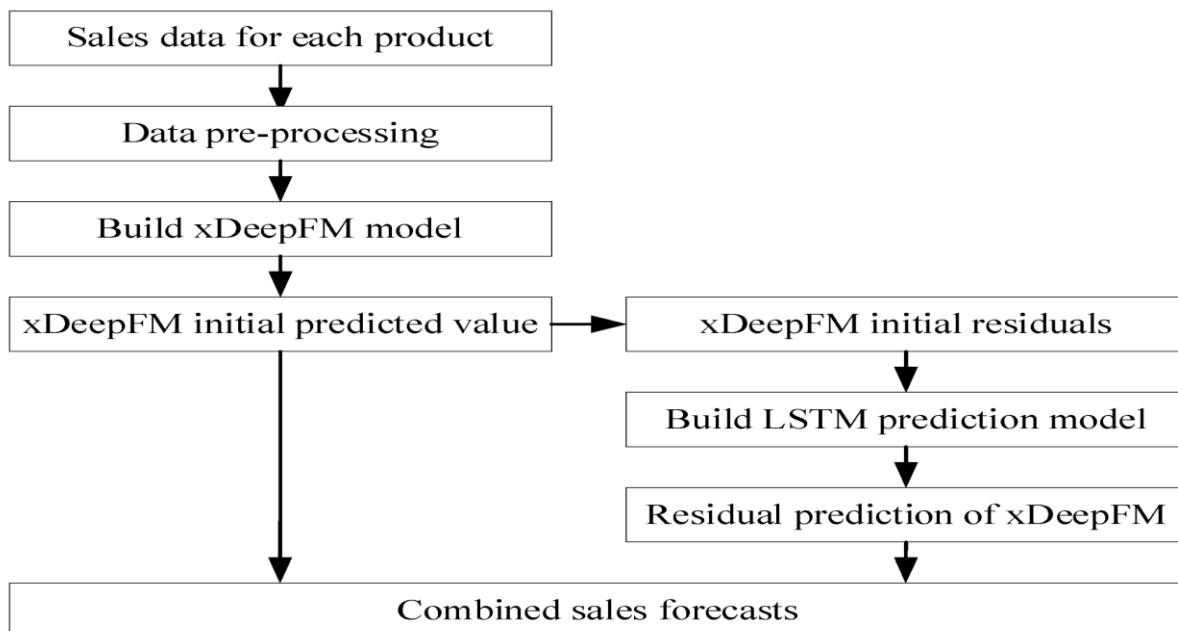 Sales data for each product
Data pre-processing
Build xDeepFM model
xDeepFM initial predicted value
xDeepFM initial residuals
Build LSTM prediction model
Residual prediction of xDeepFM
Combined sales forecasts